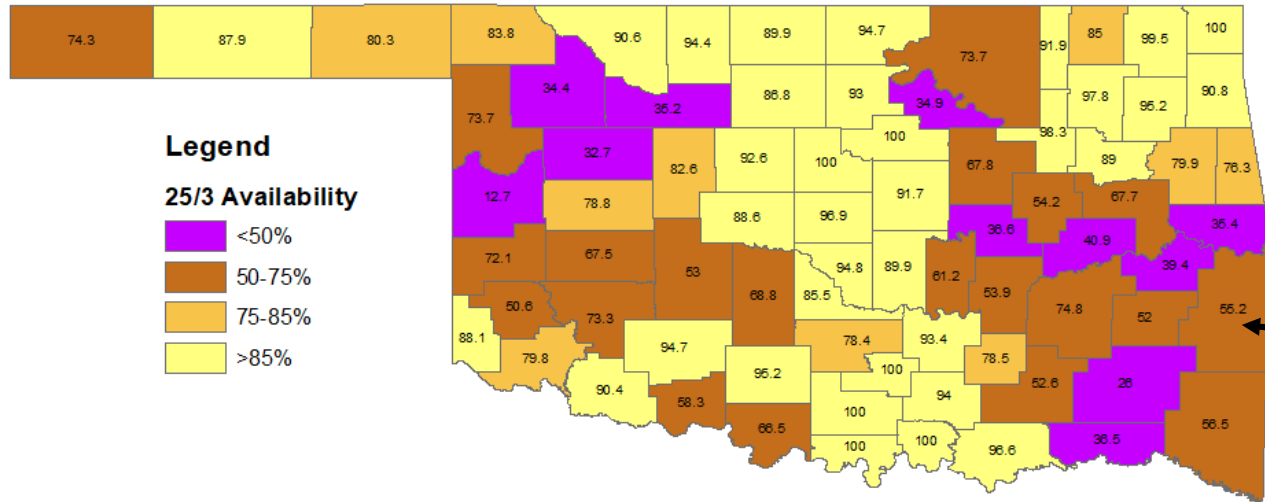 74.3 87.9 80.3 83.8 90.6 94.4 89.9 94.7 73.7 91.9 85 99.5 100
73.7 34.4 35.2 86.8 93 34.9 97.8 95.2 90.8
Legend
25/3 Availability
<50%
50-75%
75-85%
>85%
12.7 32.7 82.6 92.6 100 100 67.8 98.3 89 79.9 76.3
78.8 88.6 96.9 91.7 54.2 67.7
72.1 67.5 53 94.8 89.9 36.6 40.9 35.4
50.6 73.3 68.8 85.5 61.2 53.9 74.8 39.4 52 55.2
88.1 79.8 94.7 78.4 93.4 78.5
90.4 58.3 95.2 100 94 52.6 26
66.5 100 100 100 96.6 36.5 56.5